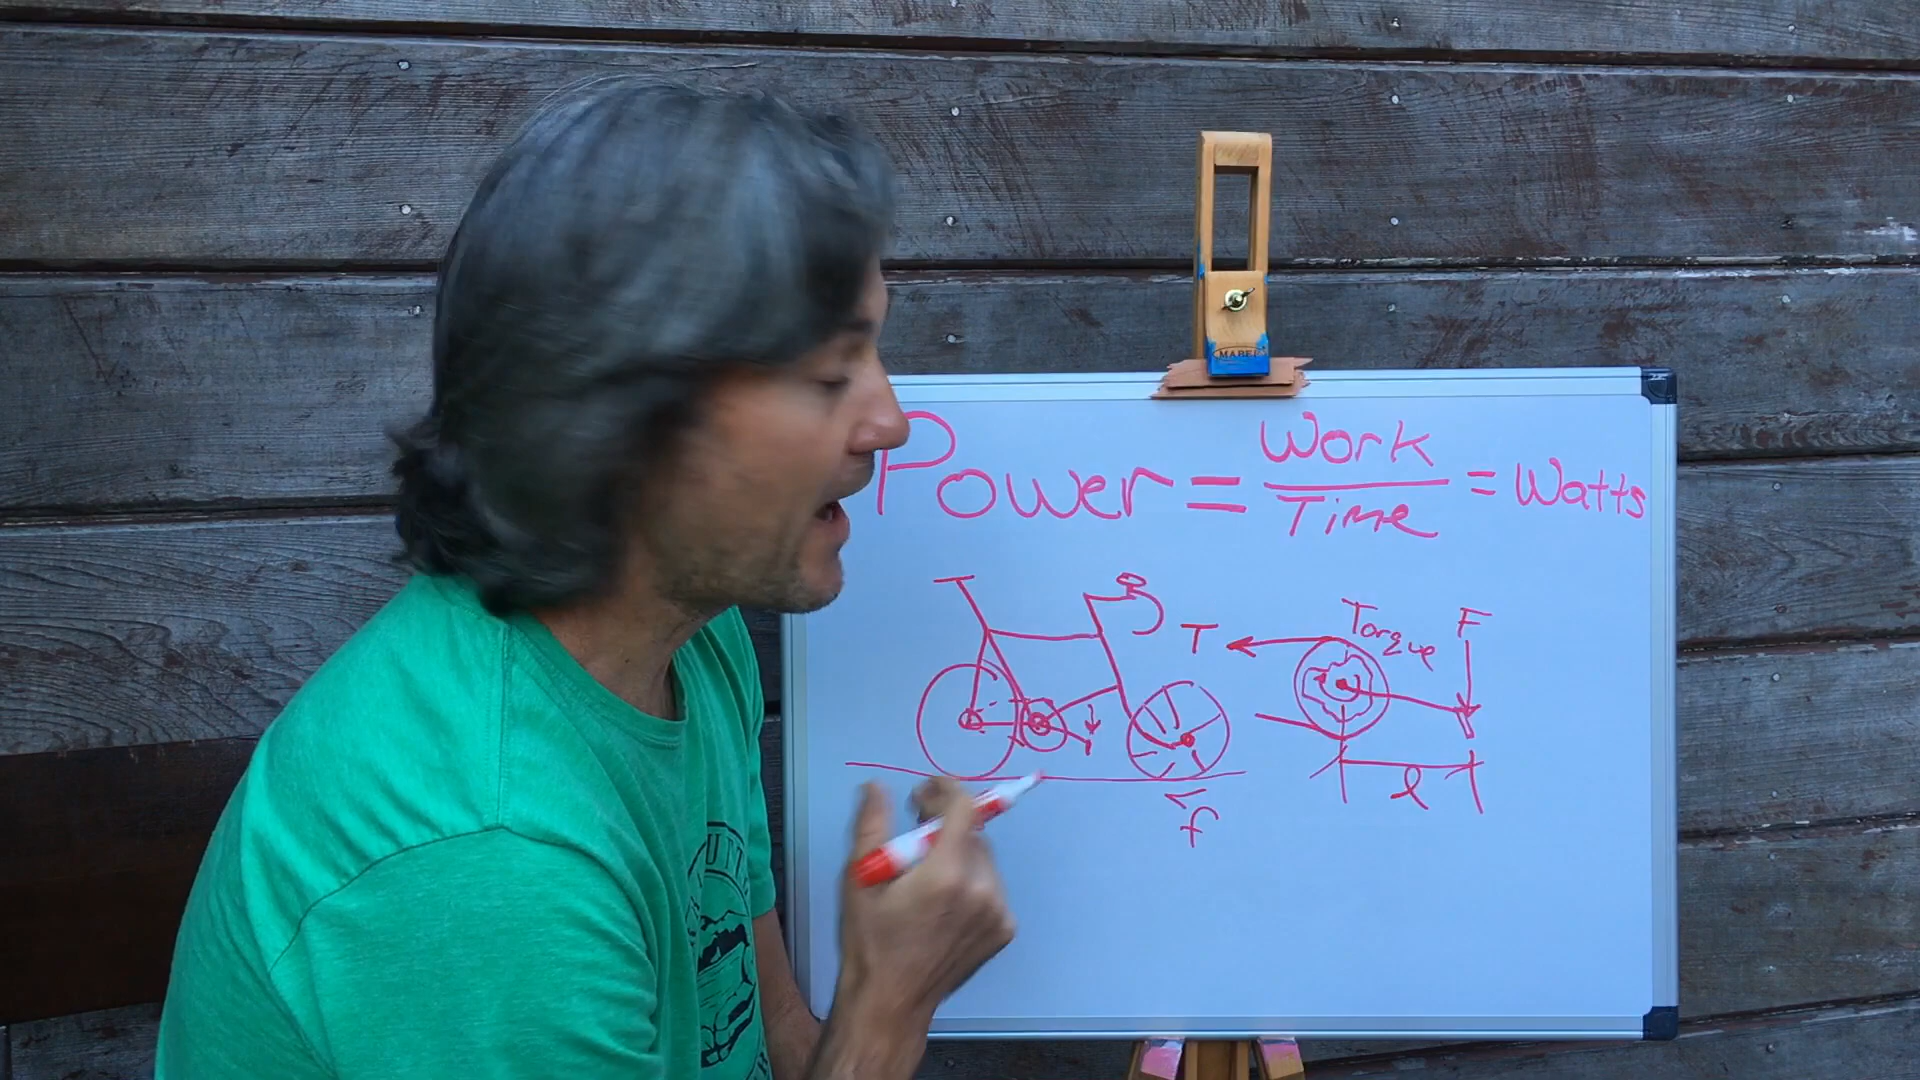 MABEF
Power = Work / Time = Watts
T
Torque
F
l
f